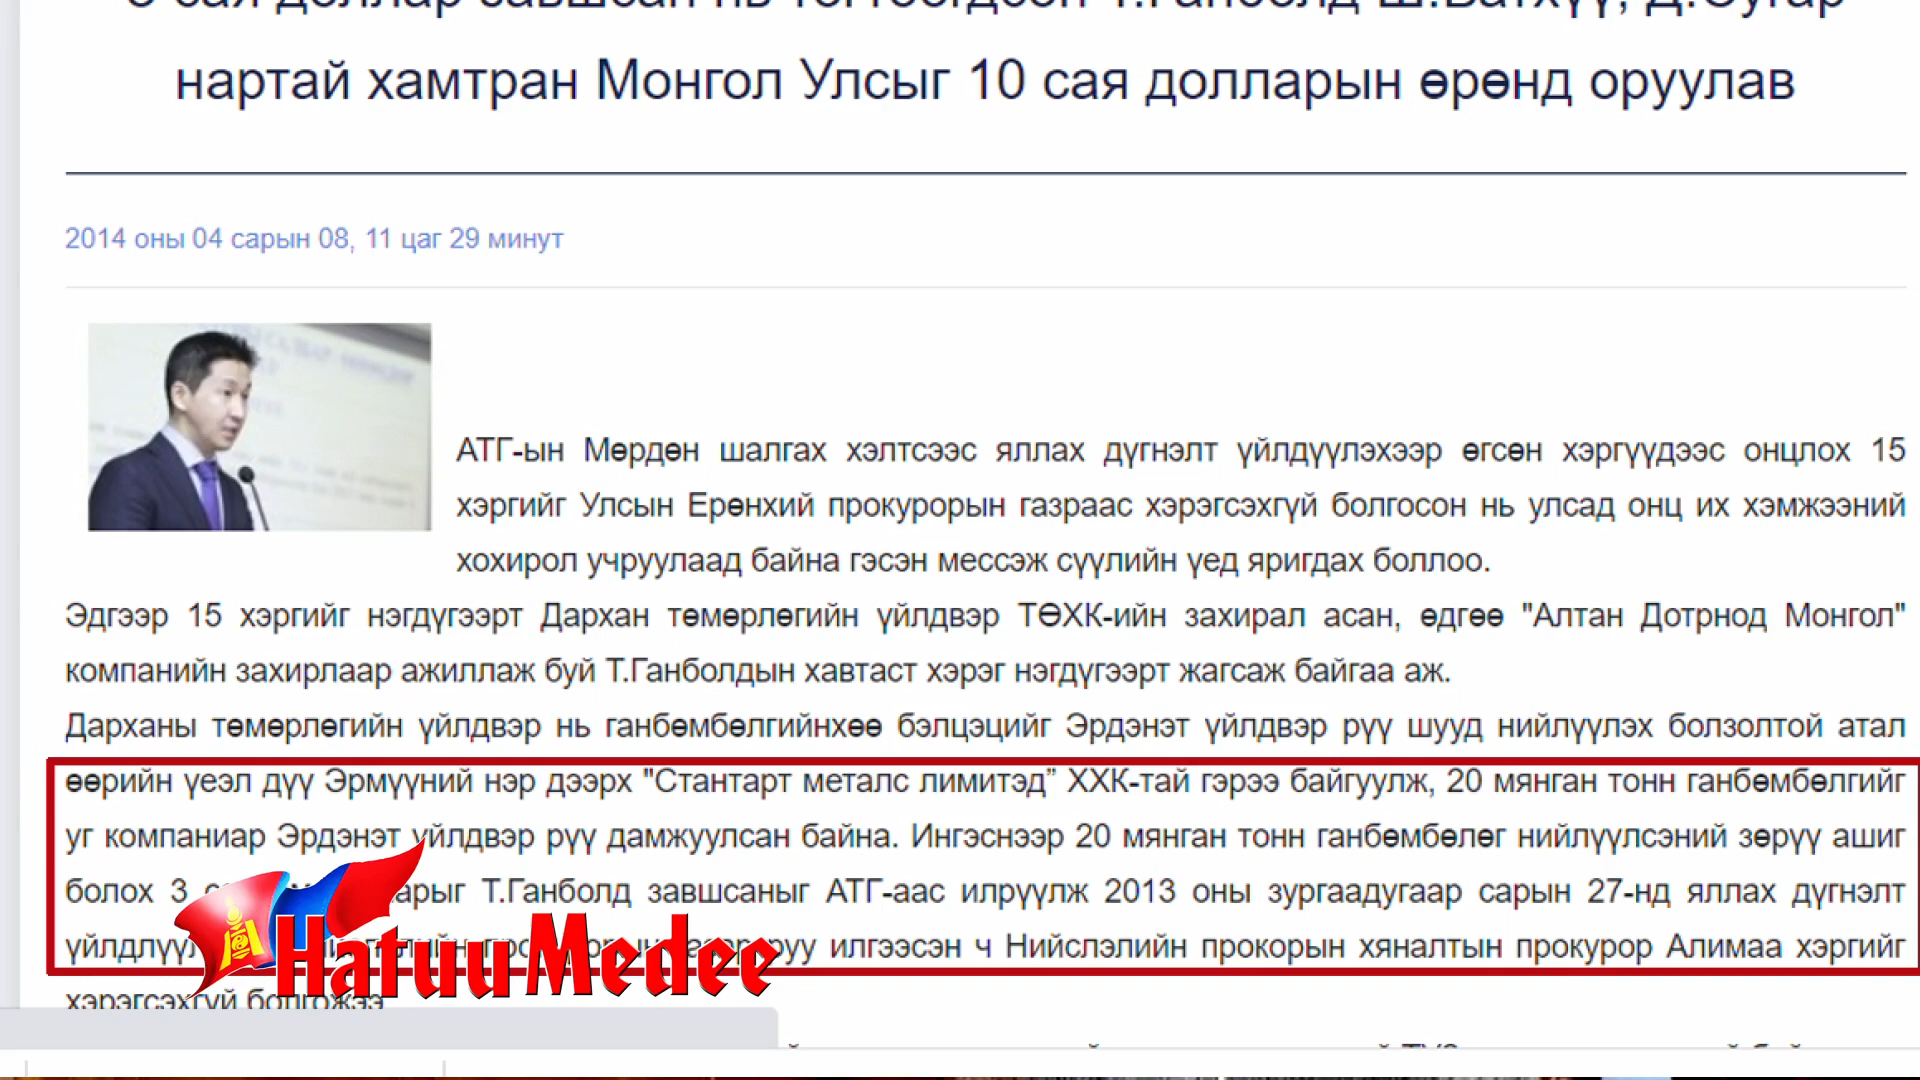 нартай хамтран Монгол Улсыг 10 сая долларын өрөнд оруулав
2014 оны 04 сарын 08, 11 цаг 29 минут
АТГ-ын Мөрдөн шалгах хэлтсээс яллах дүгнэлт үйлдүүлэхээр өгсөн хэргүүдээс онцлох 15
хэргийг Улсын Ерөнхий прокурорын газраас хэрэгсэхгүй болгосон нь улсад онц их хэмжээний
хохирол учруулаад байна гэсэн мессэж сүүлийн үед яригдах боллоо.
Эдгээр 15 хэргийг нэгдүгээрт Дархан төмөрлөгийн үйлдвэр ТӨХК-ийн захирал асан, өдгөө "Алтан Дотрнод Монгол"
компанийн захирлаар ажиллаж буй Т.Ганболдын хавтаст хэрэг нэгдүгээрт жагсаж байгаа аж.
Дарханы төмөрлөгийн үйлдвэр нь ганбөмбөлгийнхөө бэлцэцийг Эрдэнэт үйлдвэр рүү шууд нийлүүлэх болзолтой атал
өөрийн үеэл дүү Эрмүүний нэр дээрх "Стантарт металс лимитэд” ХХК-тай гэрээ байгуулж, 20 мянган тонн ганбөмбөлгийг
уг компаниар Эрдэнэт үйлдвэр рүү дамжуулсан байна. Ингэснээр 20 мянган тонн ганбөмбөлөг нийлүүлсэний зөрүү ашиг
болох 3 Т.Ганболд завшсаныг АТГ-аас илрүүлж 2013 оны зургаадугаар сарын 27-нд яллах дүгнэлт
илгээсэн ч Нийслэлийн прокорын хяналтын прокурор Алимаа хэргийг
хэрэгсэхгүй болгожээ
HatuuMedee